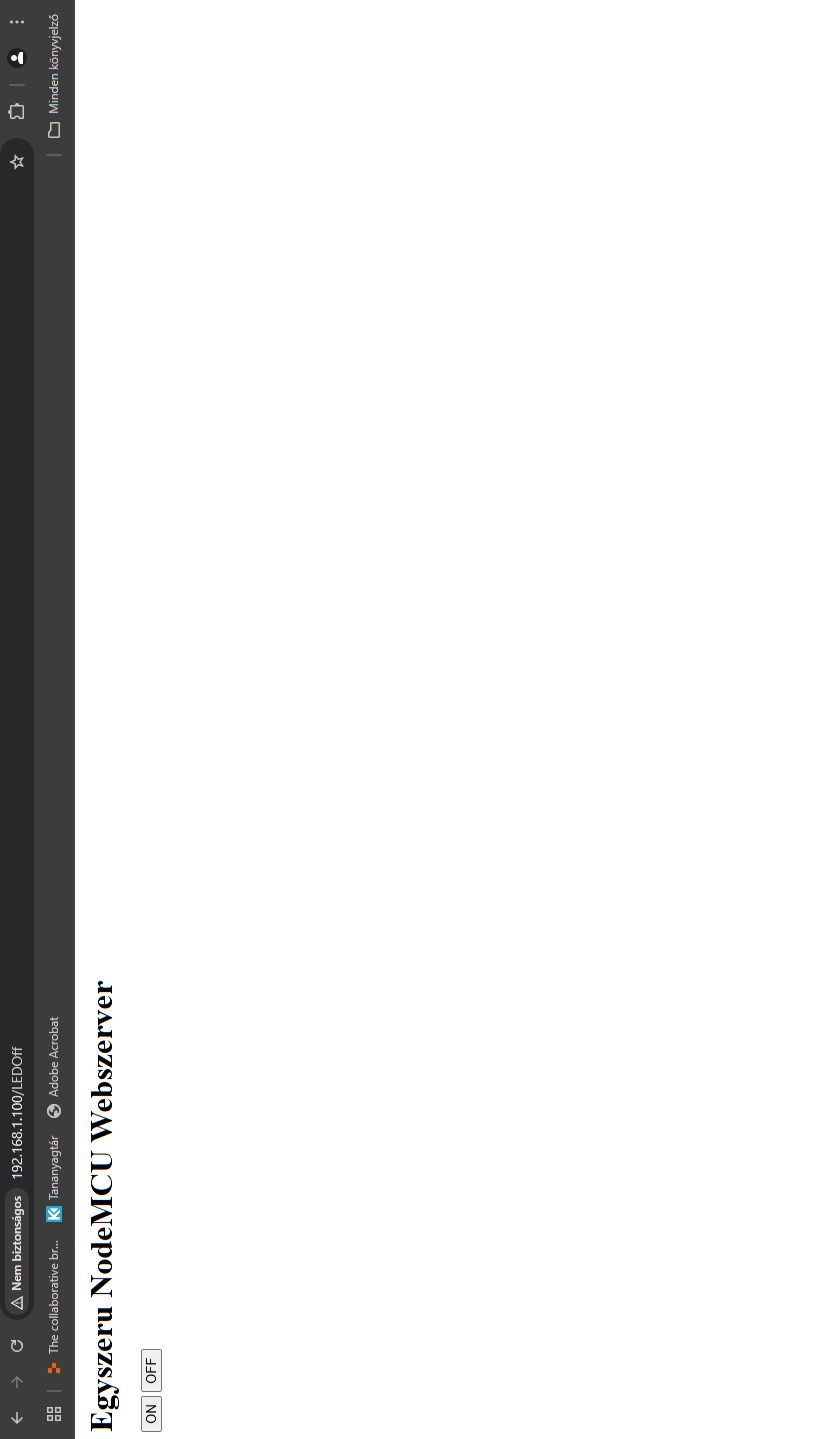 Nem biztonságos 192.168.1.100/LEDOff
The collaborative br... Tananyagtár Adobe Acrobat Minden könyvjelző
Egyszeru NodeMCU Webszerver
ON OFF